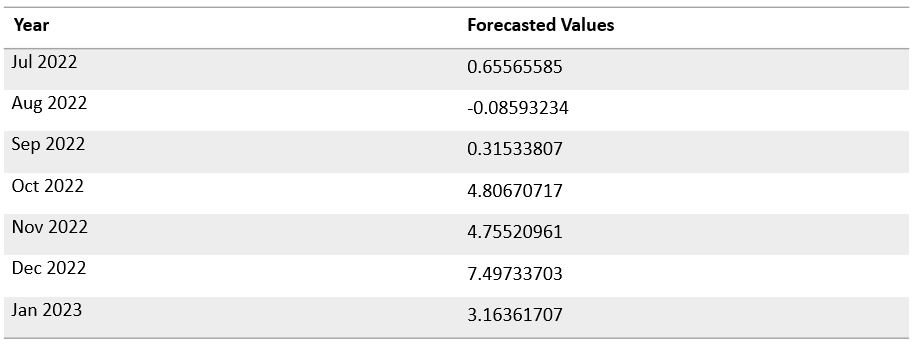 Year Forecasted Values
Jul 2022 0.65565585
Aug 2022 -0.08593234
Sep 2022 0.31533807
Oct 2022 4.80670717
Nov 2022 4.75520961
Dec 2022 7.49733703
Jan 2023 3.16361707